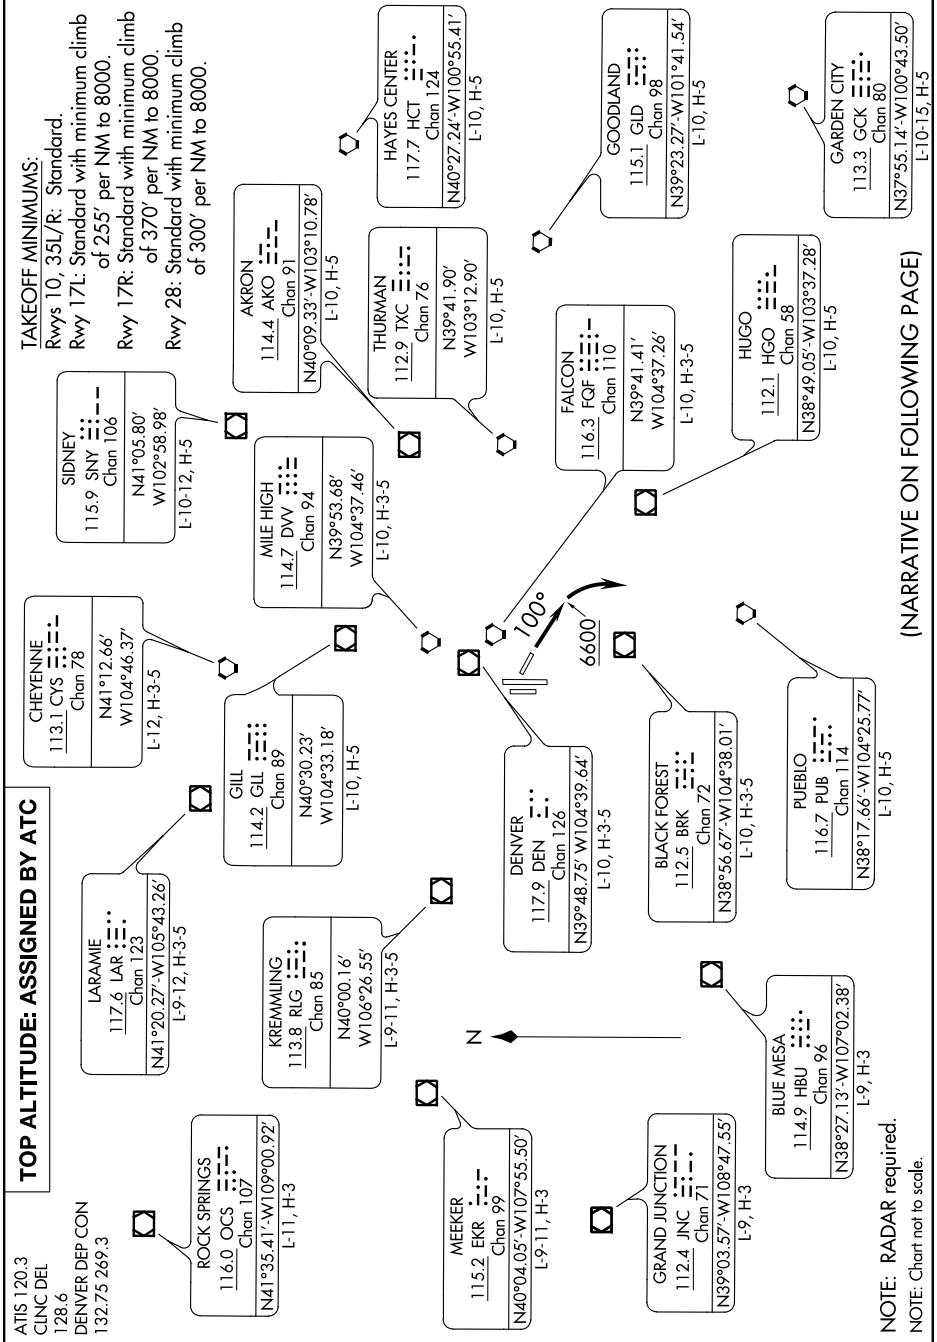 ATIS 120.3
CLNC DEL
128.6
DENVER DEP CON
132.75 269.3
TOP ALTITUDE: ASSIGNED BY ATC
TAKEOFF MINIMUMS:
Rwys 10, 35L/R: Standard.
Rwy 17L: Standard with minimum climb
of 255' per NM to 8000.
Rwy 17R: Standard with minimum climb
of 370' per NM to 8000.
Rwy 28: Standard with minimum climb
of 300' per NM to 8000.
ROCK SPRINGS
116.0 OCS
Chan 107
N41°35.41'-W109°00.92'
L-11, H-3
LARAMIE
117.6 LAR
Chan 123
N41°20.27'-W105°43.26'
L-9-12, H-3-5
CHEYENNE
113.1 CYS
Chan 78
N41°12.66'
W104°46.37'
L-12, H-3-5
SIDNEY
115.9 SNY
Chan 106
N41°05.80'
W102°58.98'
L-10-12, H-5
GILL
114.2 GLL
Chan 89
N40°30.23'
W104°33.18'
L-10, H-5
MILE HIGH
114.7 DVV
Chan 94
N39°53.68'
W104°37.46'
L-10, H-3-5
AKRON
114.4 AKO
Chan 91
N40°09.33'-W103°10.78'
L-10, H-5
HAYES CENTER
117.7 HCT
Chan 124
N40°27.24'-W100°55.41'
L-10, H-5
KREMMLING
113.8 RLG
Chan 85
N40°00.16'
W106°26.55'
L-9-11, H-3-5
THURMAN
112.9 TXC
Chan 76
N39°41.90'
W103°12.90'
L-10, H-5
MEEKER
115.2 EKR
Chan 99
N40°04.05'-W107°55.50'
L-9-11, H-3
N
DENVER
117.9 DEN
Chan 126
N39°48.75' W104°39.64'
L-10, H-3-5
100°
6600'
FALCON
116.3 FQF
Chan 110
N39°41.41'
W104°37.26'
L-10, H-3-5
GOODLAND
115.1 GLD
Chan 98
N39°23.27'-W101°41.54'
L-10, H-5
GRAND JUNCTION
112.4 JNC
Chan 71
N39°03.57'-W108°47.55'
L-9, H-3
BLACK FOREST
112.5 BRK
Chan 72
N38°56.67'-W104°38.01'
L-10, H-3-5
HUGO
112.1 HGO
Chan 58
N38°49.05'-W103°37.28'
L-10, H-5
BLUE MESA
114.9 HBU
Chan 96
N38°27.13'-W107°02.38'
L-9, H-3
PUEBLO
116.7 PUB
Chan 114
N38°17.66'-W104°25.77'
L-10, H-5
GARDEN CITY
113.3 GCK
Chan 80
N37°55.14'-W100°43.50'
L-10-15, H-5
NOTE: RADAR required.
NOTE: Chart not to scale.
(NARRATIVE ON FOLLOWING PAGE)